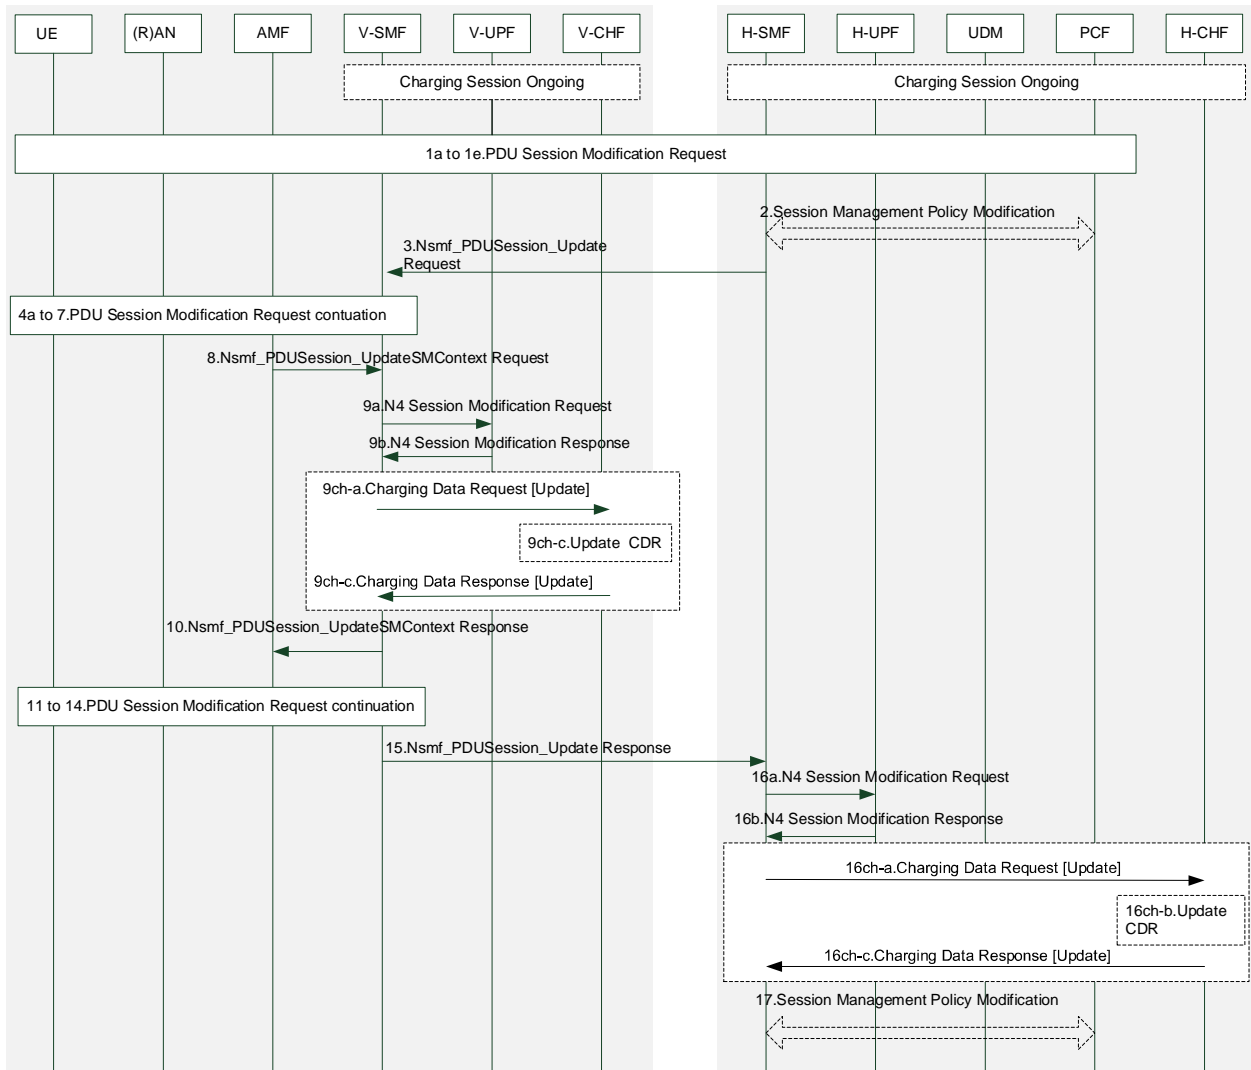 UE
(R)AN
AMF
V-SMF
V-UPF
V-CHF
H-SMF
H-UPF
UDM
PCF
H-CHF
Charging Session Ongoing
Charging Session Ongoing
1a to 1e.PDU Session Modification Request
2.Session Management Policy Modification
3.Nsmf_PDUSession_Update
Request
4a to 7.PDU Session Modification Request contuation
8.Nsmf_PDUSession_UpdateSMContext Request
9a.N4 Session Modification Request
9b.N4 Session Modification Response
9ch-a.Charging Data Request [Update]
9ch-c.Update CDR
9ch-c.Charging Data Response [Update]
10.Nsmf_PDUSession_UpdateSMContext Response
11 to 14.PDU Session Modification Request continuation
15.Nsmf_PDUSession_Update Response
16a.N4 Session Modification Request
16b.N4 Session Modification Response
16ch-a.Charging Data Request [Update]
16ch-b.Update
CDR
16ch-c.Charging Data Response [Update]
17.Session Management Policy Modification